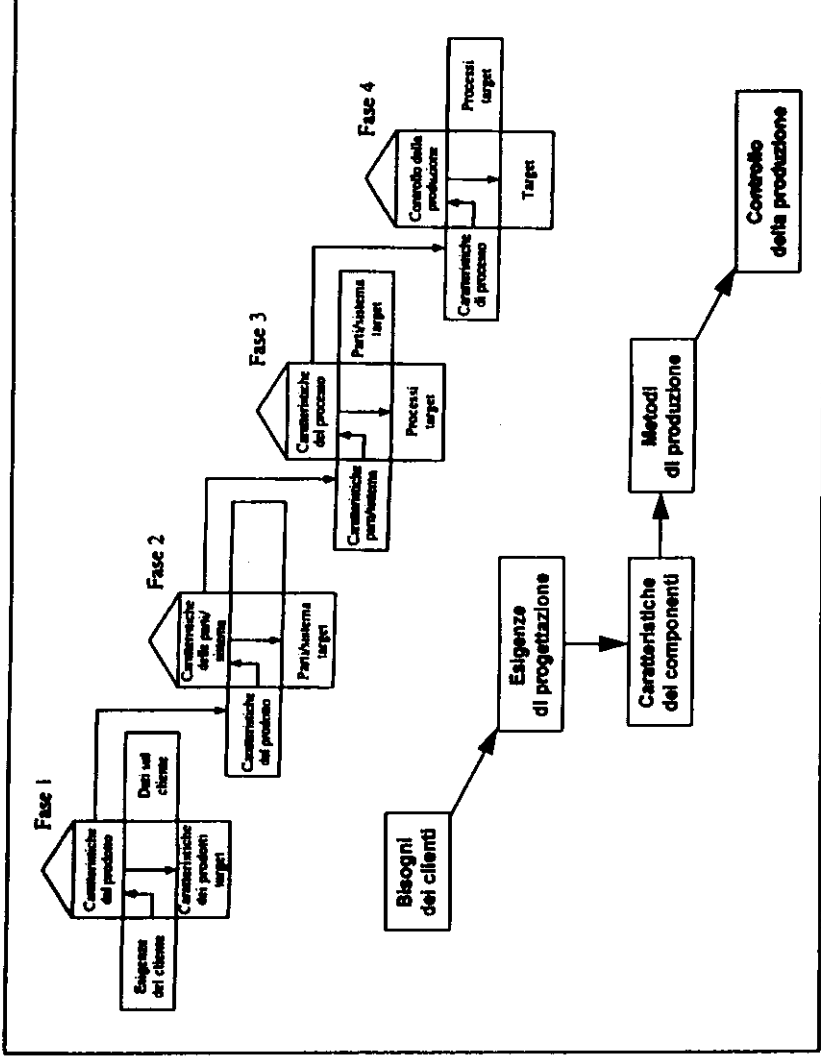 Fase 1
Caratteristiche
del prodotto
Esigenze
del cliente
Dati sul
cliente
Caratteristiche
dei prodotti
target
Fase 2
Caratteristiche
delle parti/
sistema
Caratteristiche
del prodotto
Parti/sistema
target
Fase 3
Caratteristiche
del processo
Caratteristiche
parti/sistema
Parti/sistema
target
Processi
target
Fase 4
Controllo della
produzione
Caratteristiche
di processo
Processi
target
Target
Bisogni
dei clienti
Esigenze
di progettazione
Caratteristiche
dei componenti
Metodi
di produzione
Controllo
della produzione